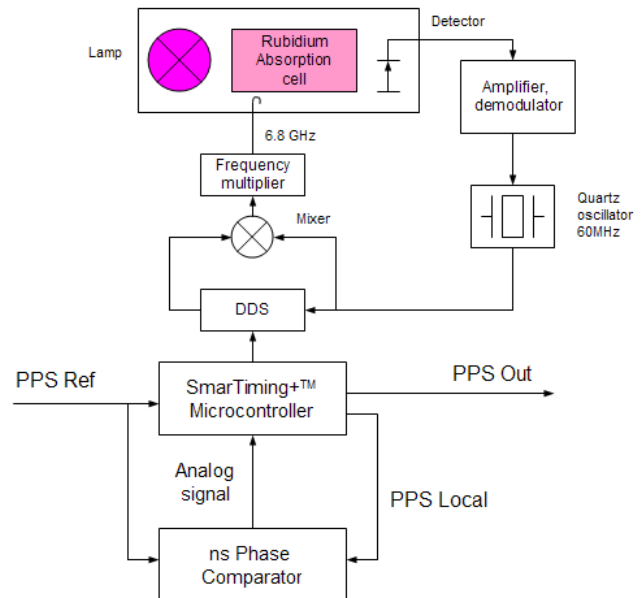 Lamp
Rubidium
Absorption
cell
Detector
Amplifier,
demodulator
6.8 GHz
Frequency
multiplier
Mixer
Quartz
oscillator
60MHz
DDS
PPS Ref
SmarTiming+™
Microcontroller
PPS Out
Analog
signal
PPS Local
ns Phase
Comparator